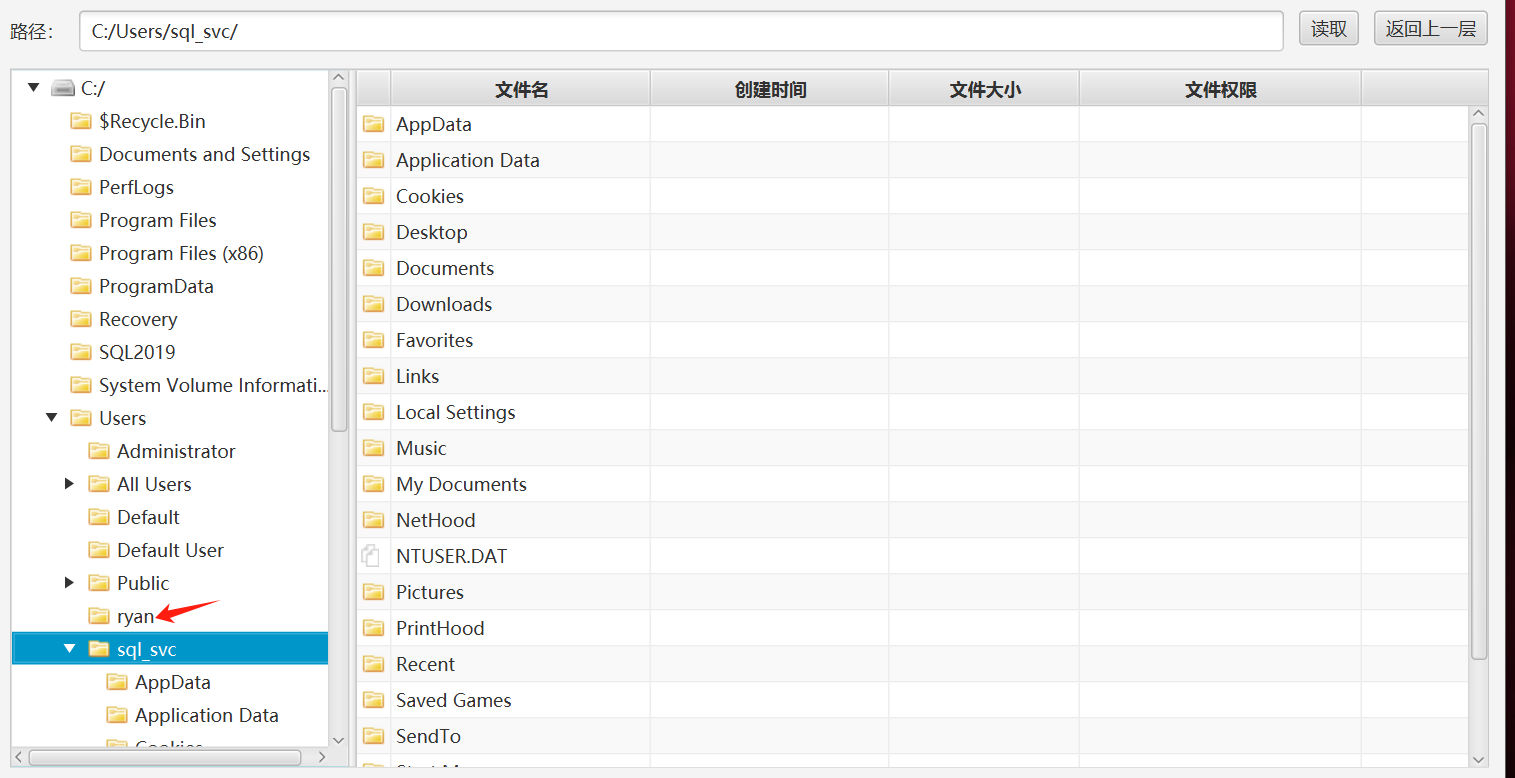 路径：
C:/Users/sql_svc/
读取
返回上一层
C:/
$Recycle.Bin
Documents and Settings
PerfLogs
Program Files
Program Files (x86)
ProgramData
Recovery
SQL2019
System Volume Informati...
Users
Administrator
All Users
Default
Default User
Public
ryan
sql_svc
AppData
Application Data
Cookies
文件名
创建时间
文件大小
文件权限
AppData
Application Data
Cookies
Desktop
Documents
Downloads
Favorites
Links
Local Settings
Music
My Documents
NetHood
NTUSER.DAT
Pictures
PrintHood
Recent
Saved Games
SendTo